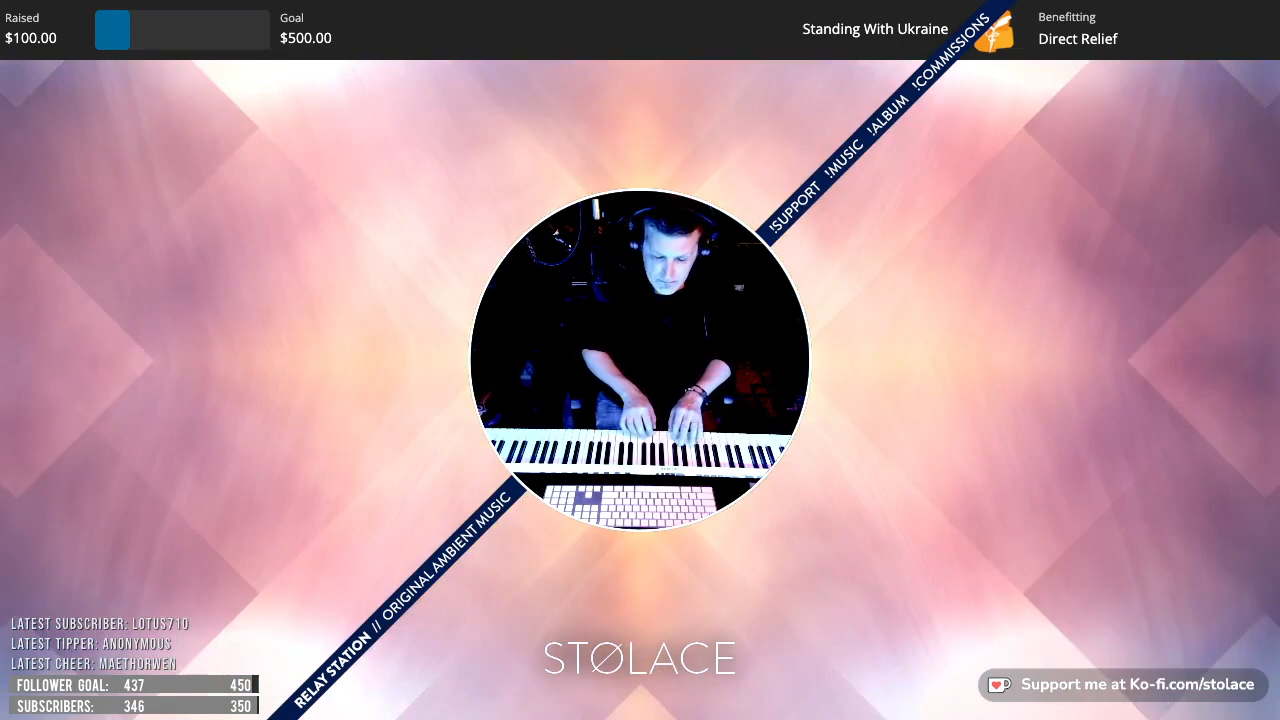 Raised
$100.00
Goal
$500.00
Standing With Ukraine
Benefitting
Direct Relief
!SUPPORT !MUSIC !ALBUM !COMMISSIONS
RELAY STATION // ORIGINAL AMBIENT MUSIC
LATEST SUBSCRIBER: LOTUS710
LATEST TIPPER: ANONYMOUS
LATEST CHEER: MAETHORWEN
FOLLOWER GOAL: 437 450
SUBSCRIBERS: 346 350
STØLACE
Support me at Ko-fi.com/stolace